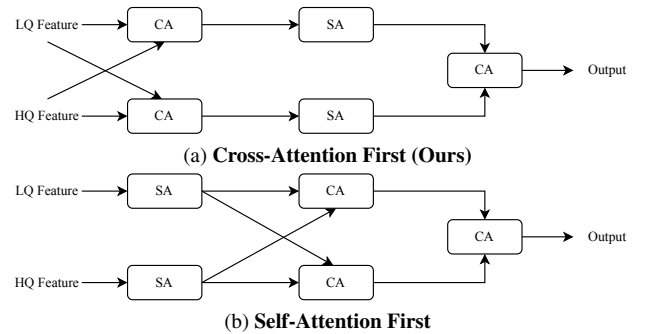 LQ Feature CA SA
CA Output
HQ Feature CA SA
(a) Cross-Attention First (Ours)
LQ Feature SA CA
CA Output
HQ Feature SA CA
(b) Self-Attention First